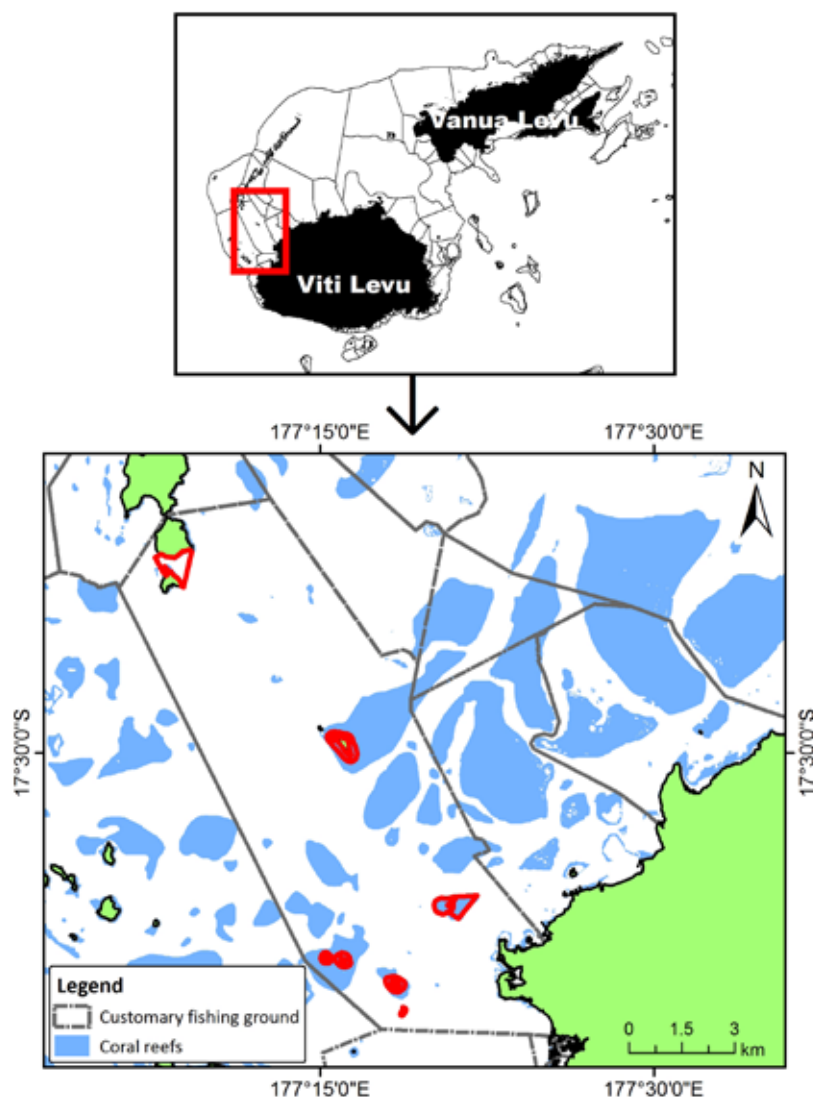 Vanua Levu
Viti Levu
177°15'0"E 177°30'0"E
N
17°30'0"S 17°30'0"S
Legend
Customary fishing ground
Coral reefs
0 1.5 3
km
177°15'0"E 177°30'0"E